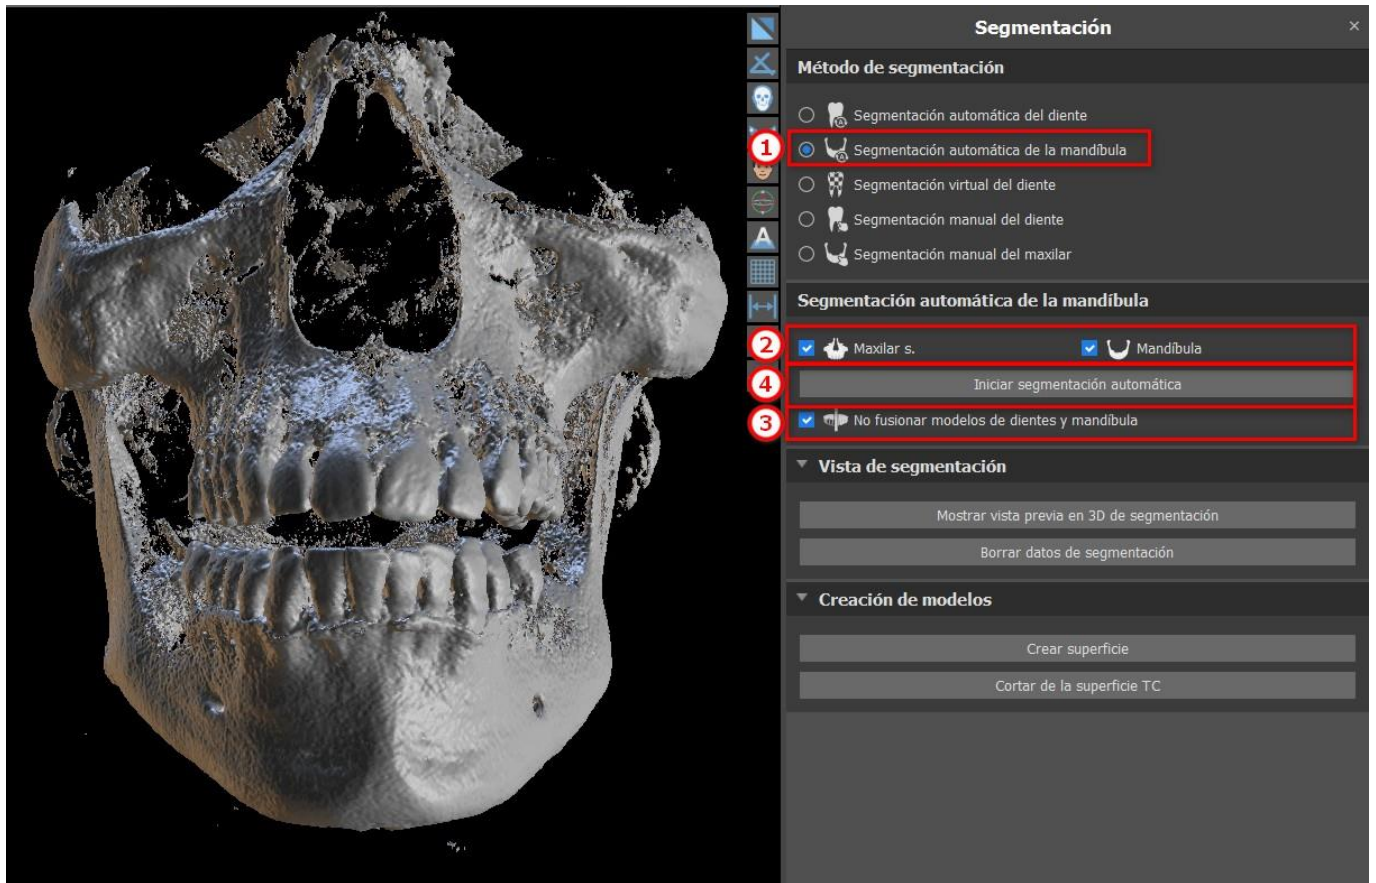 Segmentación ×
Método de segmentación
Segmentación automática del diente
1 Segmentación automática de la mandíbula
Segmentación virtual del diente
Segmentación manual del diente
A
Segmentación manual del maxilar
Segmentación automática de la mandíbula
2 Maxilar s. Mandíbula
4 Iniciar segmentación automática
3 No fusionar modelos de dientes y mandíbula
Vista de segmentación
Mostrar vista previa en 3D de segmentación
Borrar datos de segmentación
Creación de modelos
Crear superficie
Cortar de la superficie TC